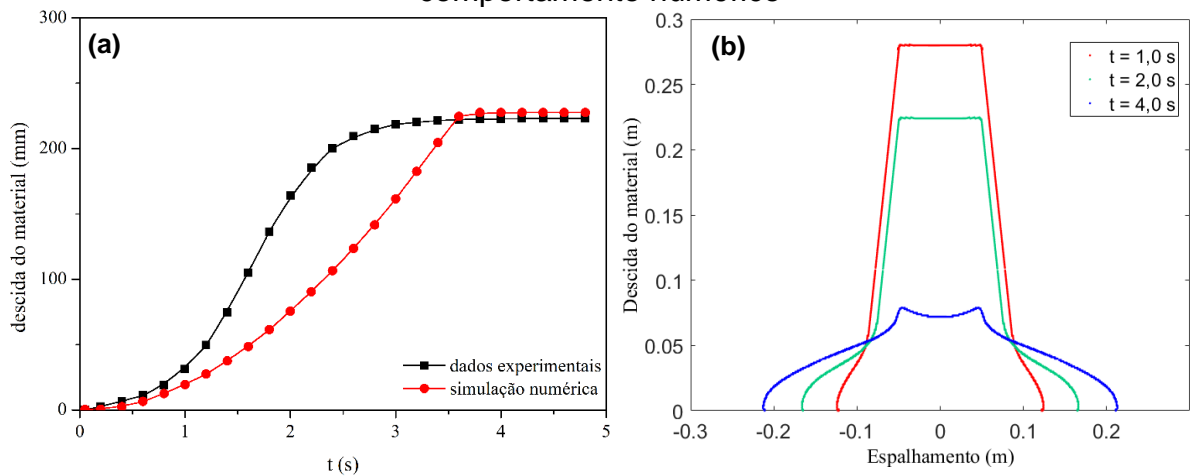 comportamento numérico
(a)
300
200
100
0
0
1
2
3
4
5
descida do material (mm)
t (s)
dados experimentais
simulação numérica
(b)
0.3
0.25
0.2
0.15
0.1
0.05
0
-0.3
-0.2
-0.1
0
0.1
0.2
Descida do material (m)
Espalhamento (m)
t = 1,0 s
t = 2,0 s
t = 4,0 s